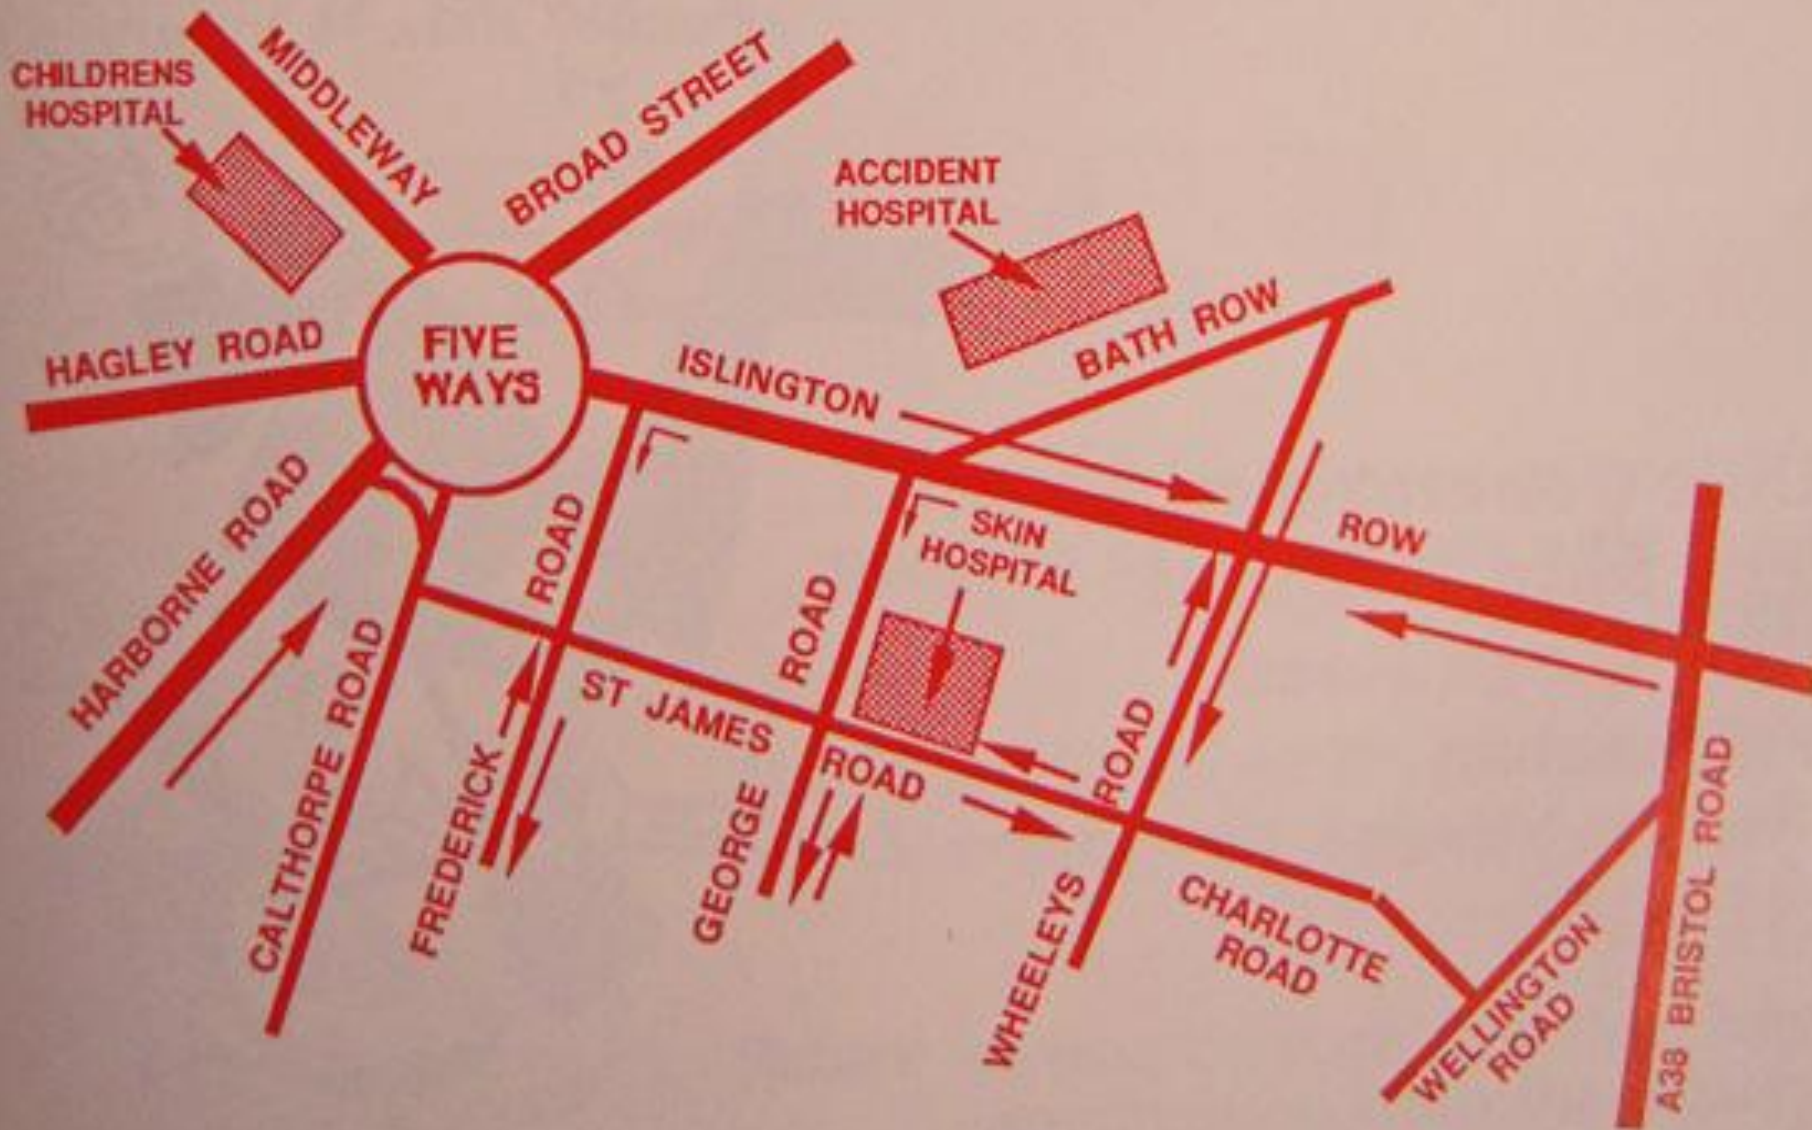 CHILDRENS
HOSPITAL
MIDDLEWAY
BROAD STREET
ACCIDENT
HOSPITAL
HAGLEY ROAD
FIVE
WAYS
ISLINGTON
BATH ROW
ROW
HARBORNE ROAD
CALTHORPE ROAD
ROAD
FREDERICK
ST JAMES
ROAD
ROAD
GEORGE
SKIN
HOSPITAL
ROAD
WHEELEYS
CHARLOTTE
ROAD
WELLINGTON
ROAD
A38 BRISTOL ROAD